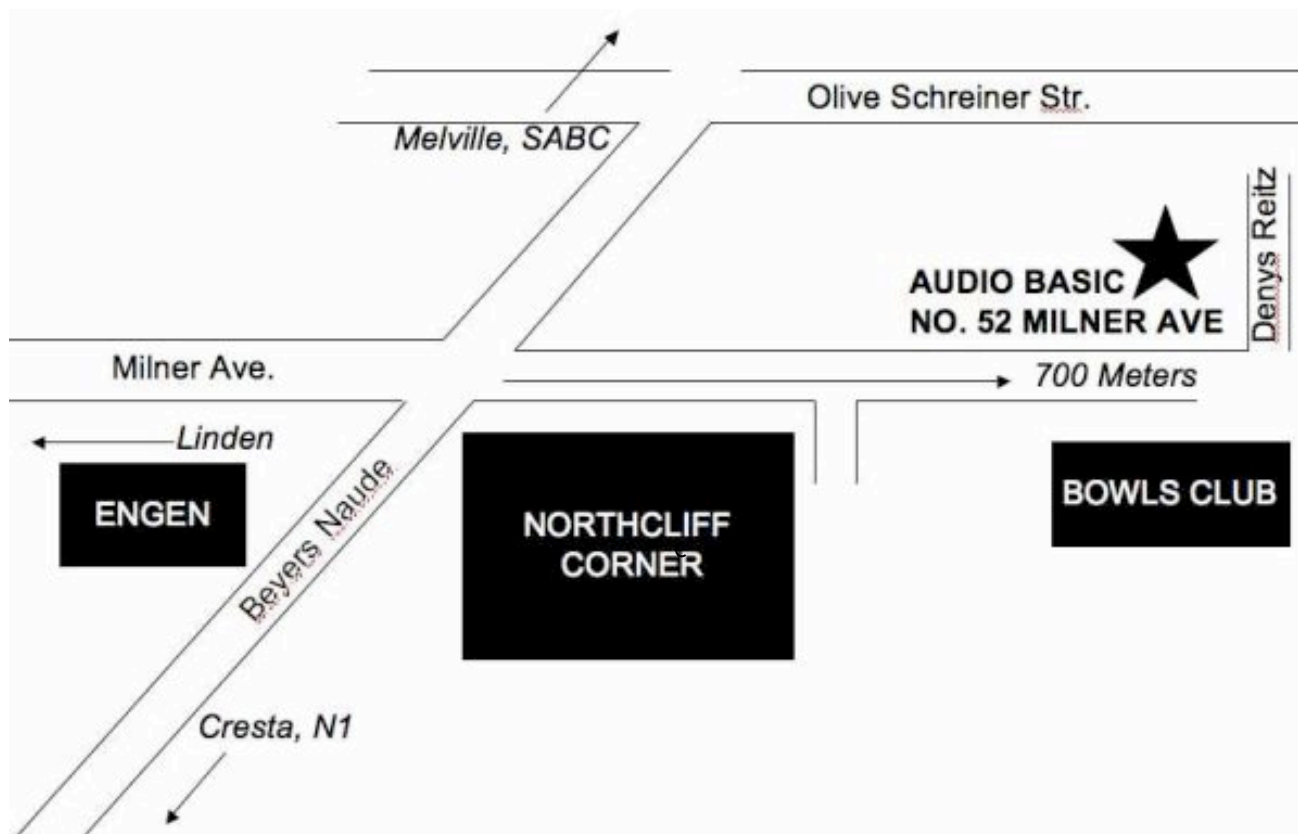 Olive Schreiner Str.
Melville, SABC
Denys Reitz
AUDIO BASIC
NO. 52 MILNER AVE
Milner Ave.
700 Meters
Linden
ENGEN
Beyers Naude
NORTHCLIFF
CORNER
BOWLS CLUB
Cresta, N1